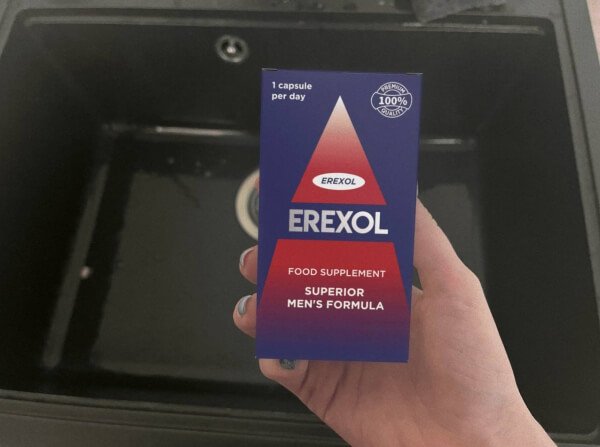 1 capsule
per day
PREMIUM
100%
QUALITY
EREXOL
EREXOL
FOOD SUPPLEMENT
SUPERIOR
MEN'S FORMULA